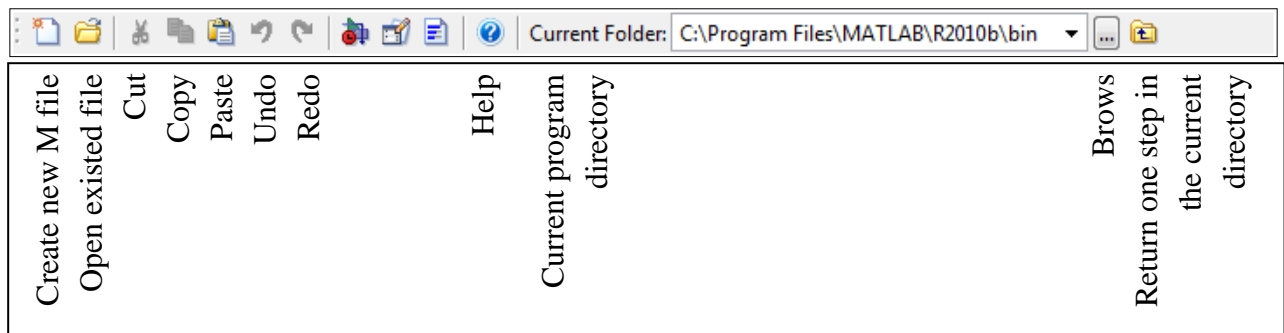 Current Folder: C:\Program Files\MATLAB\R2010b\bin ...
Create new M file
Open existed file
Cut
Copy
Paste
Undo
Redo
Help
Current program
directory
Brows
Return one step in
the current
directory